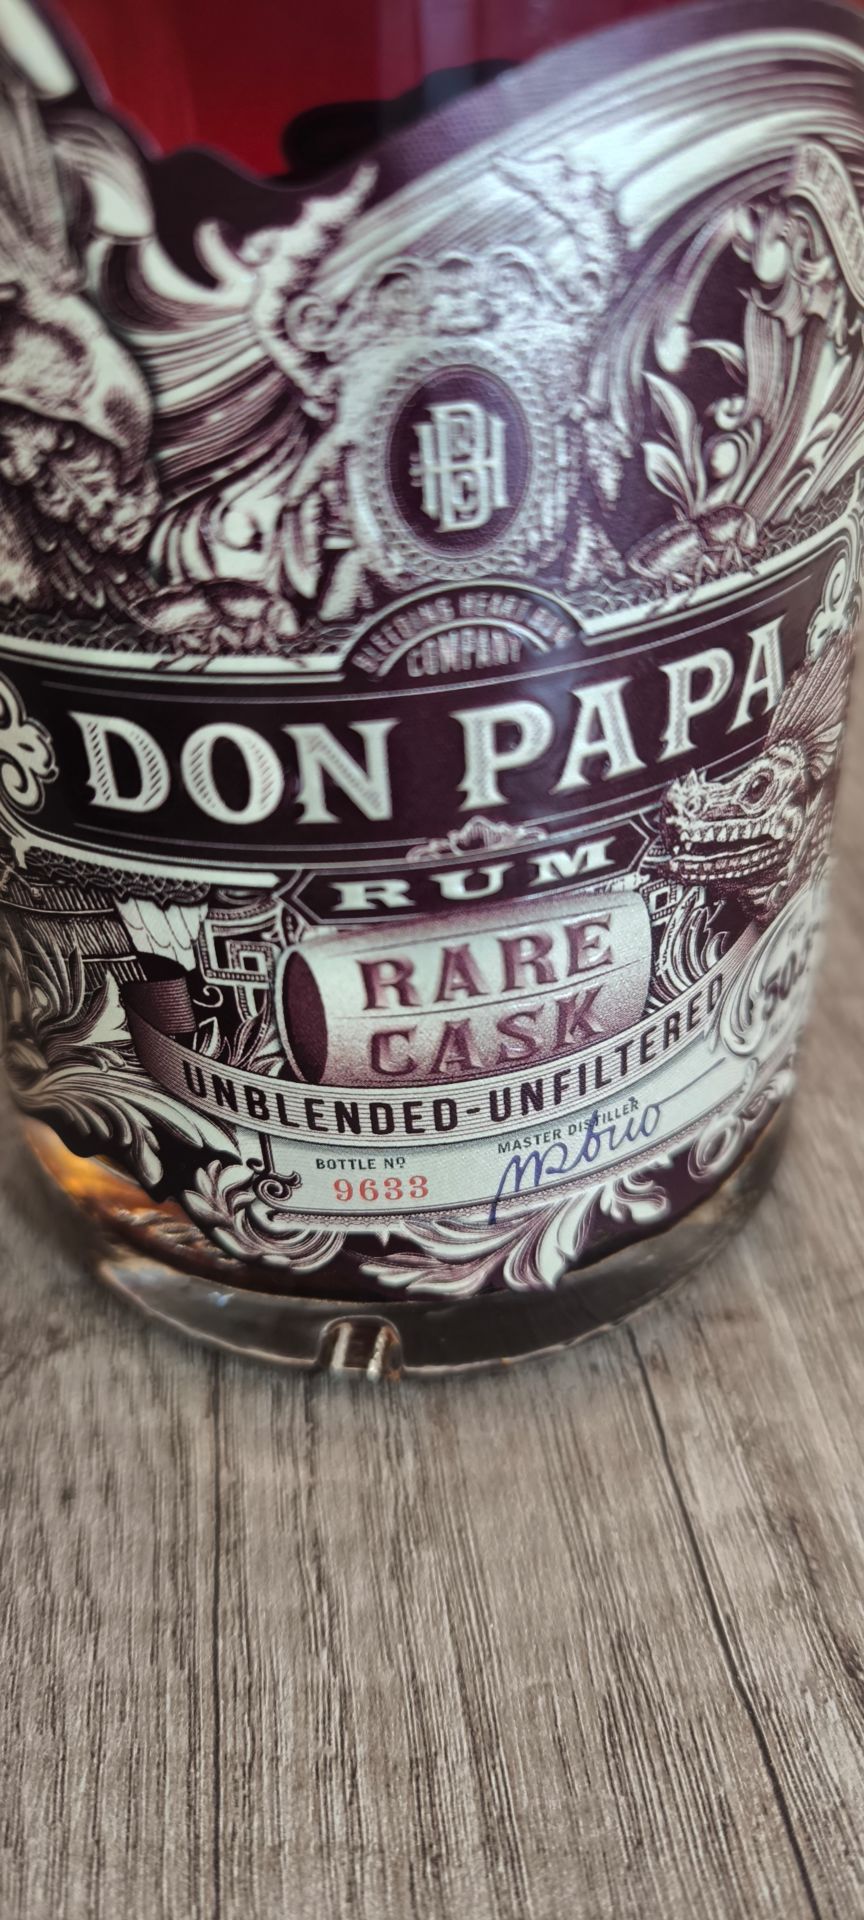 BLEEDING HEART RUM
COMPANY
DON PAPA
RUM
RARE
CASK
UNBLENDED-UNFILTERED
BOTTLE Nº
9633
MASTER DISTILLER